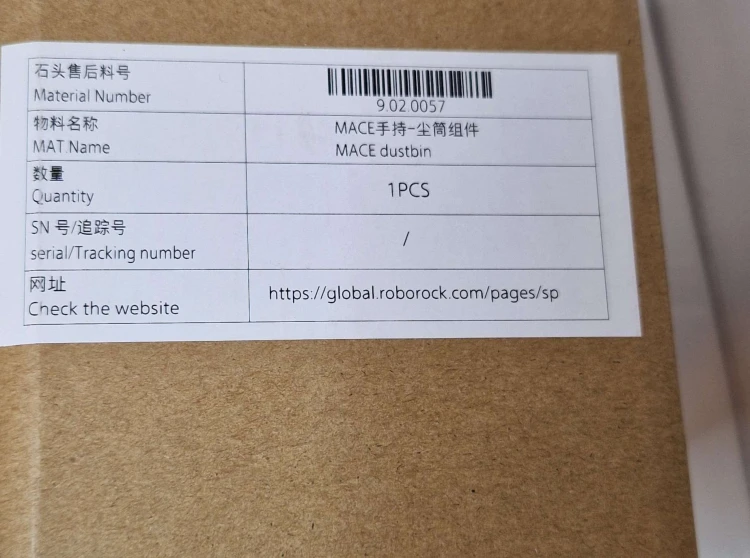 石头售后料号
Material Number
9.02.0057
物料名称
MAT.Name
MACE手持-尘筒组件
MACE dustbin
数量
Quantity
1PCS
SN 号/追踪号
serial/Tracking number
/
网址
Check the website
https://global.roborock.com/pages/sp